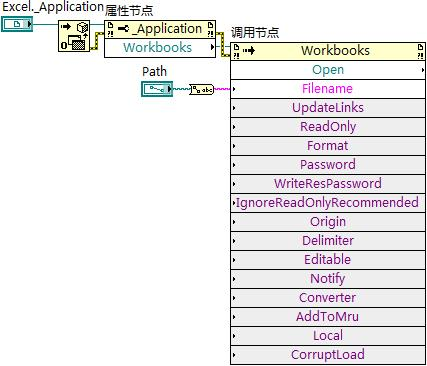 Excel._Application
属性节点
_Application
Workbooks
调用节点
Workbooks
Open
Path
abc
Filename
UpdateLinks
ReadOnly
Format
Password
WriteResPassword
IgnoreReadOnlyRecommended
Origin
Delimiter
Editable
Notify
Converter
AddToMru
Local
CorruptLoad